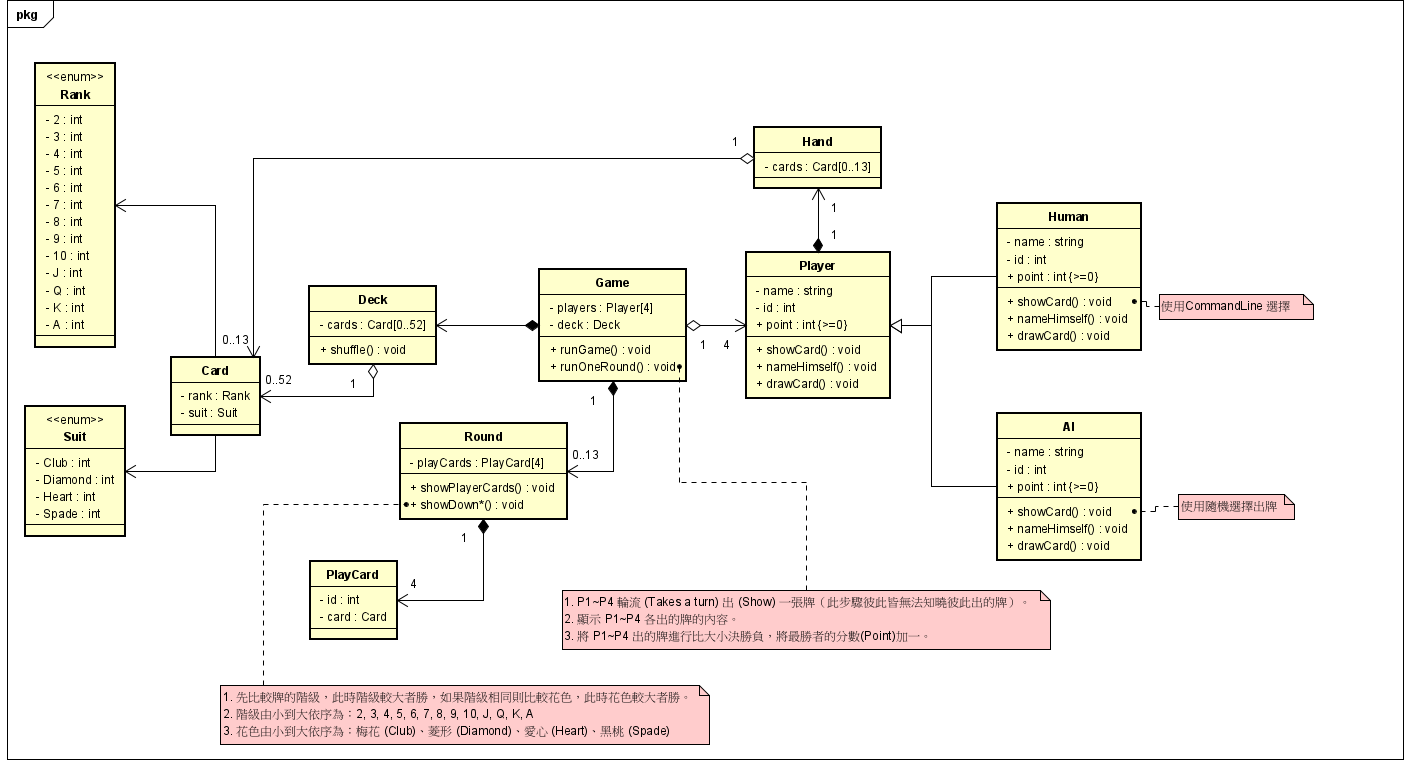 pkg
<<enum>>
Rank
- 2 : int
- 3 : int
- 4 : int
- 5 : int
- 6 : int
- 7 : int
- 8 : int
- 9 : int
- 10 : int
- J : int
- Q : int
- K : int
- A : int
<<enum>>
Suit
- Club : int
- Diamond : int
- Heart : int
- Spade : int
Card
- rank : Rank
- suit : Suit
0..13
0..52
1
Deck
- cards : Card[0..52]
+ shuffle() : void
1
Hand
- cards : Card[0..13]
1
1
Game
- players : Player[4]
- deck : Deck
+ runGame() : void
+ runOneRound() : void
1
4
1
0..13
Player
- name : string
- id : int
+ point : int {>=0}
+ showCard() : void
+ nameHimself() : void
+ drawCard() : void
Human
- name : string
- id : int
+ point : int {>=0}
+ showCard() : void
+ nameHimself() : void
+ drawCard() : void
使用CommandLine 選擇
AI
- name : string
- id : int
+ point : int {>=0}
+ showCard() : void
+ nameHimself() : void
+ drawCard() : void
使用隨機選擇出牌
Round
- playCards : PlayCard[4]
+ showPlayerCards() : void
+ showDown*() : void
1
4
PlayCard
- id : int
- card : Card
1. P1~P4 輪流 (Takes a turn) 出 (Show) 一張牌（此步驟彼此皆無法知曉彼此出的牌）。
2. 顯示 P1~P4 各出的牌的內容。
3. 將 P1~P4 出的牌進行比大小決勝負，將最勝者的分數(Point)加一。
1. 先比較牌的階級，此時階級較大者勝，如果階級相同則比較花色，此時花色較大者勝。
2. 階級由小到大依序為：2, 3, 4, 5, 6, 7, 8, 9, 10, J, Q, K, A
3. 花色由小到大依序為：梅花 (Club)、菱形 (Diamond)、愛心 (Heart)、黑桃 (Spade)